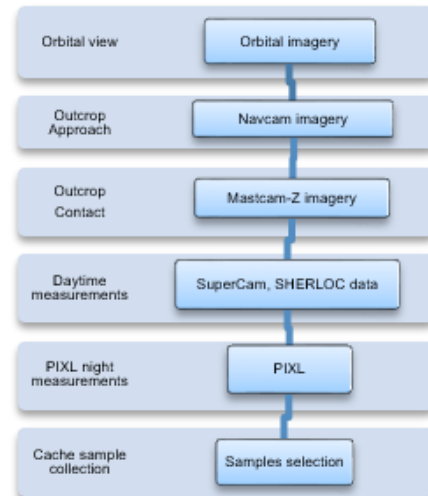 Orbital view
Orbital imagery
Outcrop
Approach
Navcam imagery
Outcrop
Contact
Mastcam-Z imagery
Daytime
measurements
SuperCam, SHERLOC data
PIXL night
measurements
PIXL
Cache sample
collection
Samples selection